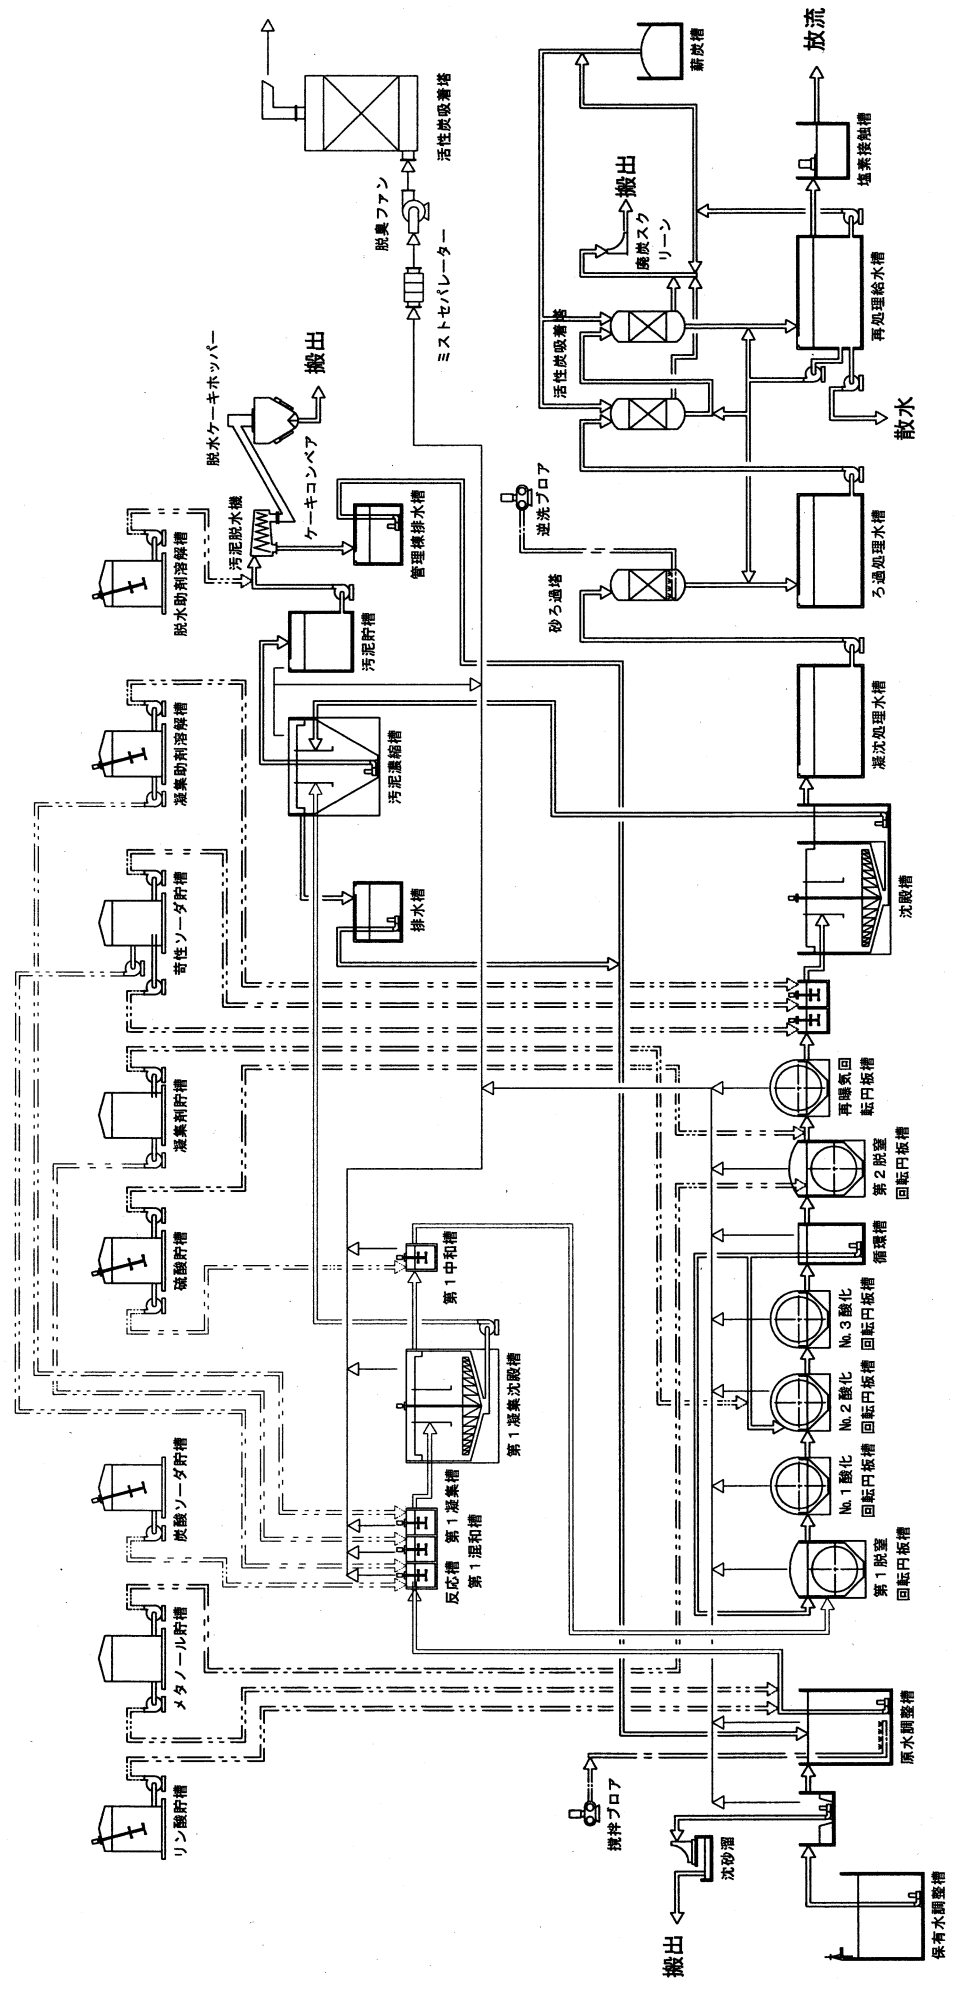 リン酸貯槽
メタノール貯槽
炭酸ソーダ貯槽
硫酸貯槽
凝集剤貯槽
苛性ソーダ貯槽
凝集助剤溶解槽
脱水助剤溶解槽
汚泥脱水機
脱水ケーキホッパー
ケーキコンベア
搬出
脱臭ファン
ミストセパレーター
活性炭吸着塔
反応槽
第1混和槽
第1凝集槽
第1凝集沈殿槽
第1中和槽
排水槽
汚泥濃縮槽
汚泥貯槽
管理棟排水槽
搬出
沈砂溜
撹拌ブロア
砂ろ過塔
逆洗ブロア
活性炭吸着塔
廃炭スク
リーン
搬出
薪炭槽
保有水調整槽
原水調整槽
第1脱窒
回転円板槽
№1酸化
回転円板槽
№2酸化
回転円板槽
№3酸化
回転円板槽
循環槽
第2脱窒
回転円板槽
再曝気回
転円板槽
沈殿槽
凝沈処理水槽
ろ過処理水槽
散水
再処理給水槽
塩素接触槽
放流